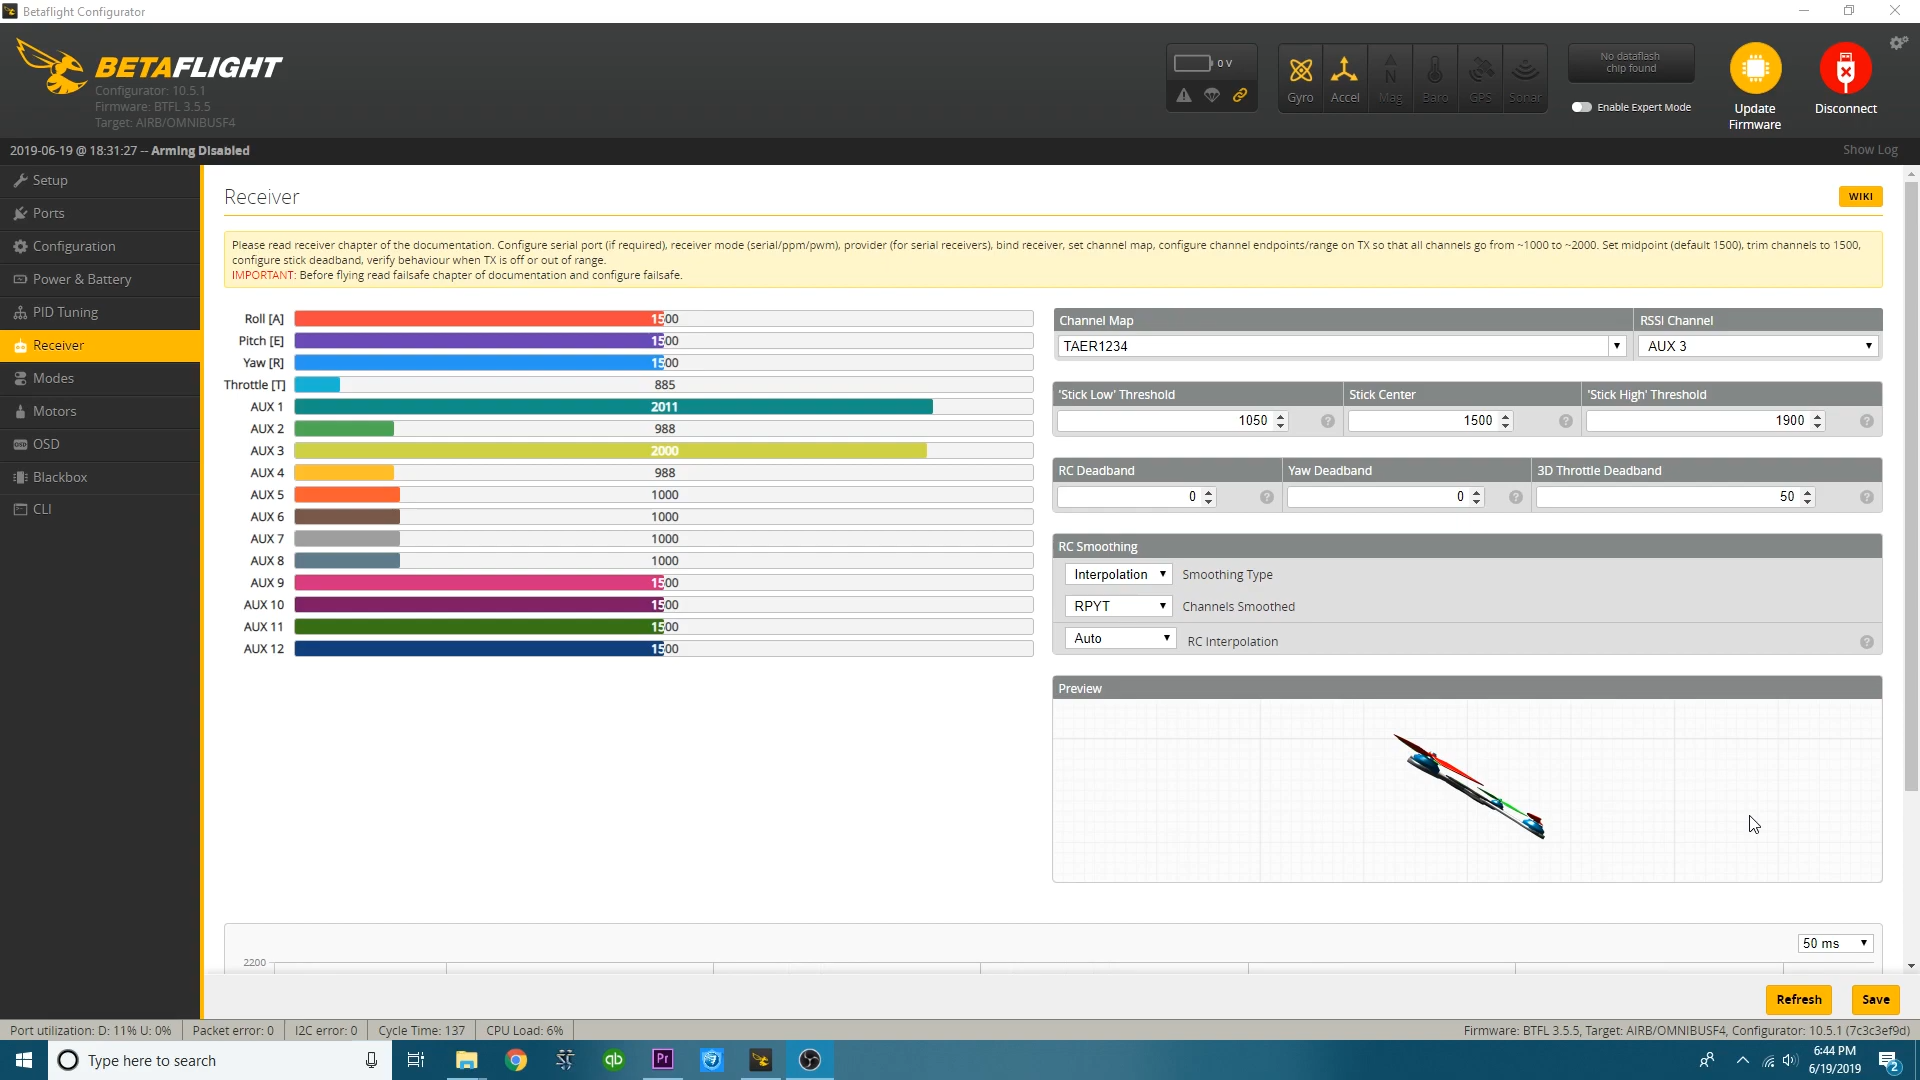 Betaflight Configurator
BETAFLIGHT
Configurator: 10.5.1
Firmware: BTFL 3.5.5
Target: AIRB/OMNIBUSF4
0 V
Gyro
Accel
Mag
Baro
GPS
Sonar
No dataflash
chip found
Enable Expert Mode
Update
Firmware
Disconnect
2019-06-19 @ 18:31:27 -- Arming Disabled
Show Log
Setup
Ports
Configuration
Power & Battery
PID Tuning
Receiver
Modes
Motors
OSD
Blackbox
CLI
Receiver
WIKI
Please read receiver chapter of the documentation. Configure serial port (if required), receiver mode (serial/ppm/pwm), provider (for serial receivers), bind receiver, set channel map, configure channel endpoints/range on TX so that all channels go from ~1000 to ~2000. Set midpoint (default 1500), trim channels to 1500,
configure stick deadband, verify behaviour when TX is off or out of range.
IMPORTANT: Before flying read failsafe chapter of documentation and configure failsafe.
Roll [A] 1500
Pitch [E] 1500
Yaw [R] 1500
Throttle [T] 885
AUX 1 2011
AUX 2 988
AUX 3 2000
AUX 4 988
AUX 5 1000
AUX 6 1000
AUX 7 1000
AUX 8 1000
AUX 9 1500
AUX 10 1500
AUX 11 1500
AUX 12 1500
Channel Map
RSSI Channel
TAER1234
AUX 3
'Stick Low' Threshold
Stick Center
'Stick High' Threshold
1050
1500
1900
RC Deadband
Yaw Deadband
3D Throttle Deadband
0
0
50
RC Smoothing
Interpolation Smoothing Type
RPYT Channels Smoothed
Auto RC Interpolation
Preview
50 ms
2200
Refresh
Save
Port utilization: D: 11% U: 0%
Packet error: 0
I2C error: 0
Cycle Time: 137
CPU Load: 6%
Firmware: BTFL 3.5.5, Target: AIRB/OMNIBUSF4, Configurator: 10.5.1 (7c3c3ef9d)
Type here to search
qb
Pr
6:44 PM
6/19/2019
2